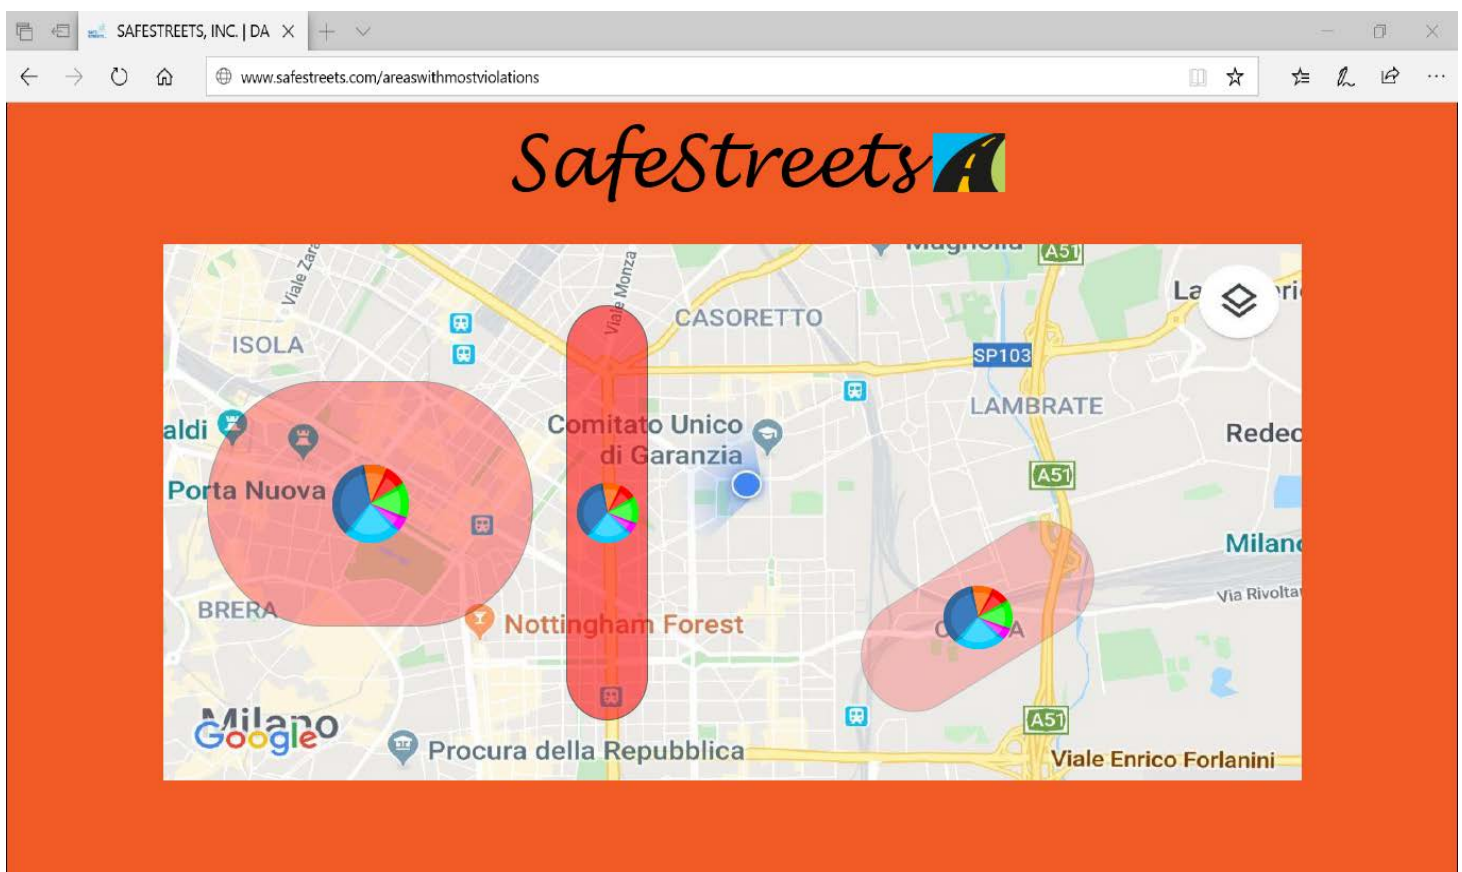 SAFESTREETS, INC. | DA
www.safestreets.com/areaswithmostviolations
SafeStreets
Viale Zara
Viale Monza
A51
CASORETTO
ISOLA
SP103
LAMBRATE
aldi
Comitato Unico
di Garanzia
Redec
Porta Nuova
A51
Milano
Via Rivolta
BRERA
Nottingham Forest
Milano
Google
A51
Procura della Repubblica
Viale Enrico Forlanini